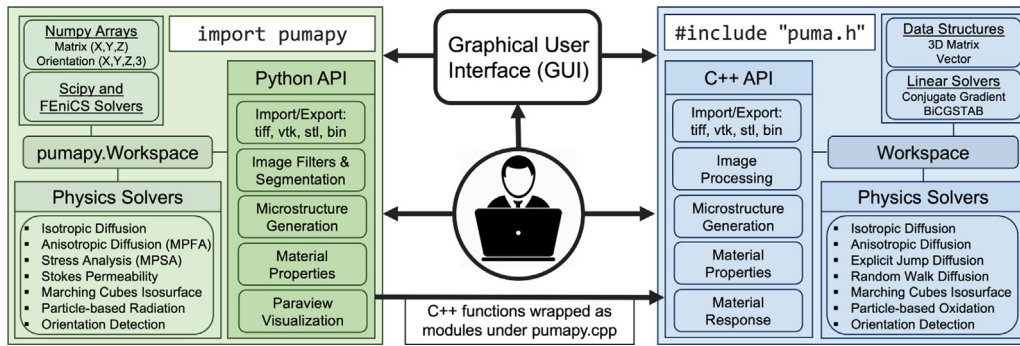 Numpy Arrays
Matrix (X,Y,Z)
Orientation (X,Y,Z,3)
Scipy and
FEniCS Solvers
import pumapy
Python API
Import/Export:
tiff, vtk, stl, bin
Image Filters &
Segmentation
Microstructure
Generation
Material
Properties
Paraview
Visualization
pumapy.Workspace
Physics Solvers
▪ Isotropic Diffusion
▪ Anisotropic Diffusion (MPFA)
▪ Stress Analysis (MPSA)
▪ Stokes Permeability
▪ Marching Cubes Isosurface
▪ Particle-based Radiation
▪ Orientation Detection
Graphical User
Interface (GUI)
C++ functions wrapped as
modules under pumapy.cpp
#include "puma.h"
C++ API
Import/Export:
tiff, vtk, stl, bin
Image
Processing
Microstructure
Generation
Material
Properties
Material
Response
Data Structures
3D Matrix
Vector
Linear Solvers
Conjugate Gradient
BiCGSTAB
Workspace
Physics Solvers
▪ Isotropic Diffusion
▪ Anisotropic Diffusion
▪ Explicit Jump Diffusion
▪ Random Walk Diffusion
▪ Marching Cubes Isosurface
▪ Particle-based Oxidation
▪ Orientation Detection